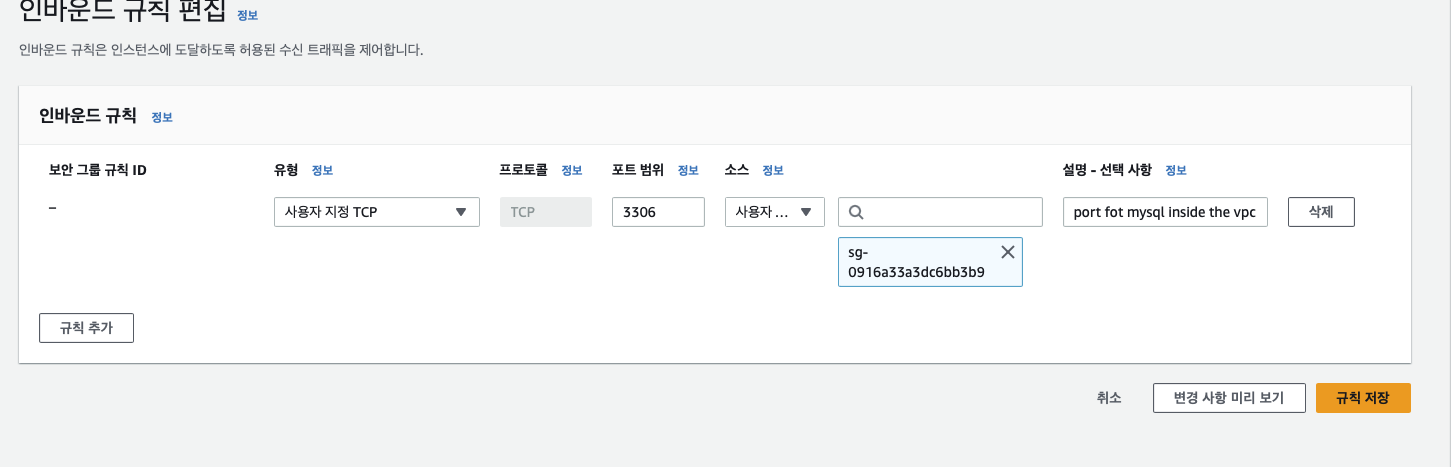 인바운드 규칙 편집 정보
인바운드 규칙은 인스턴스에 도달하도록 허용된 수신 트래픽을 제어합니다.
인바운드 규칙 정보
보안 그룹 규칙 ID 유형 정보 프로토콜 정보 포트 범위 정보 소스 정보 설명 - 선택 사항 정보
– 사용자 지정 TCP TCP 3306 사용자 ... port fot mysql inside the vpc 삭제
sg-
0916a33a3dc6bb3b9
규칙 추가
취소 변경 사항 미리 보기 규칙 저장